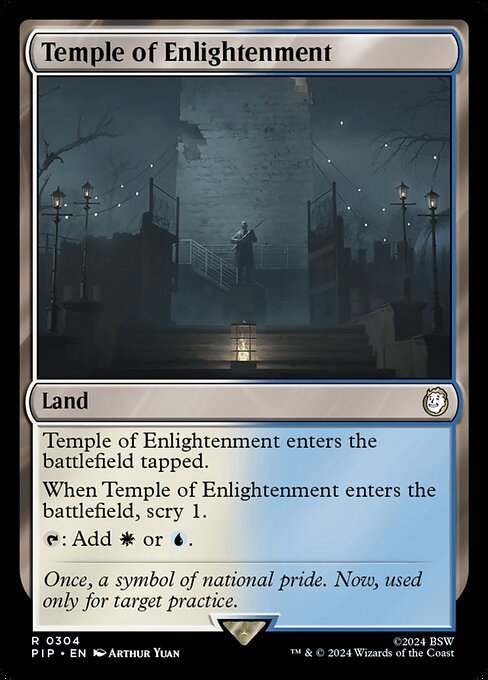 Temple of Enlightenment
Land
Temple of Enlightenment enters the
battlefield tapped.
When Temple of Enlightenment enters the
battlefield, scry 1.
: Add or .
Once, a symbol of national pride. Now, used
only for target practice.
R 0304
©2024 BSW
PIP • EN Arthur Yuan
™ & © 2024 Wizards of the Coast